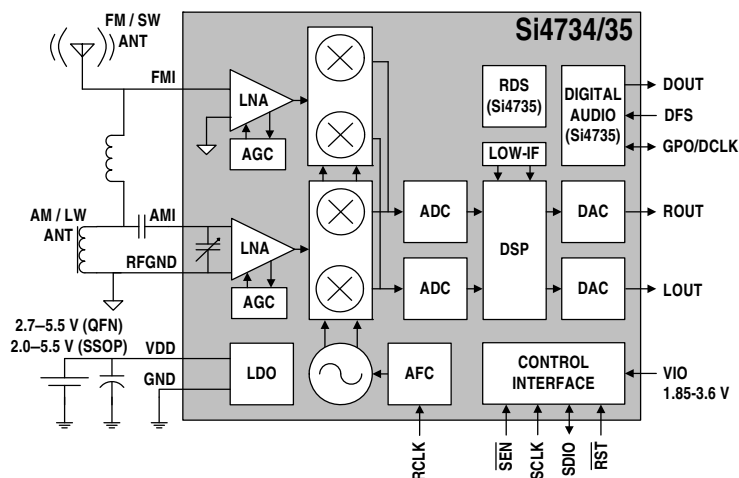 FM / SW
ANT
Si4734/35
FMI
LNA
AGC
RDS
(Si4735)
DIGITAL
AUDIO
(Si4735)
DOUT
DFS
GPO/DCLK
LOW-IF
AM / LW
ANT
AMI
RFGND
LNA
AGC
ADC
ADC
DSP
DAC
DAC
ROUT
LOUT
2.7–5.5 V (QFN)
2.0–5.5 V (SSOP)
VDD
GND
LDO
AFC
CONTROL
INTERFACE
VIO
1.85-3.6 V
RCLK
SEN
SCLK
SDIO
RST